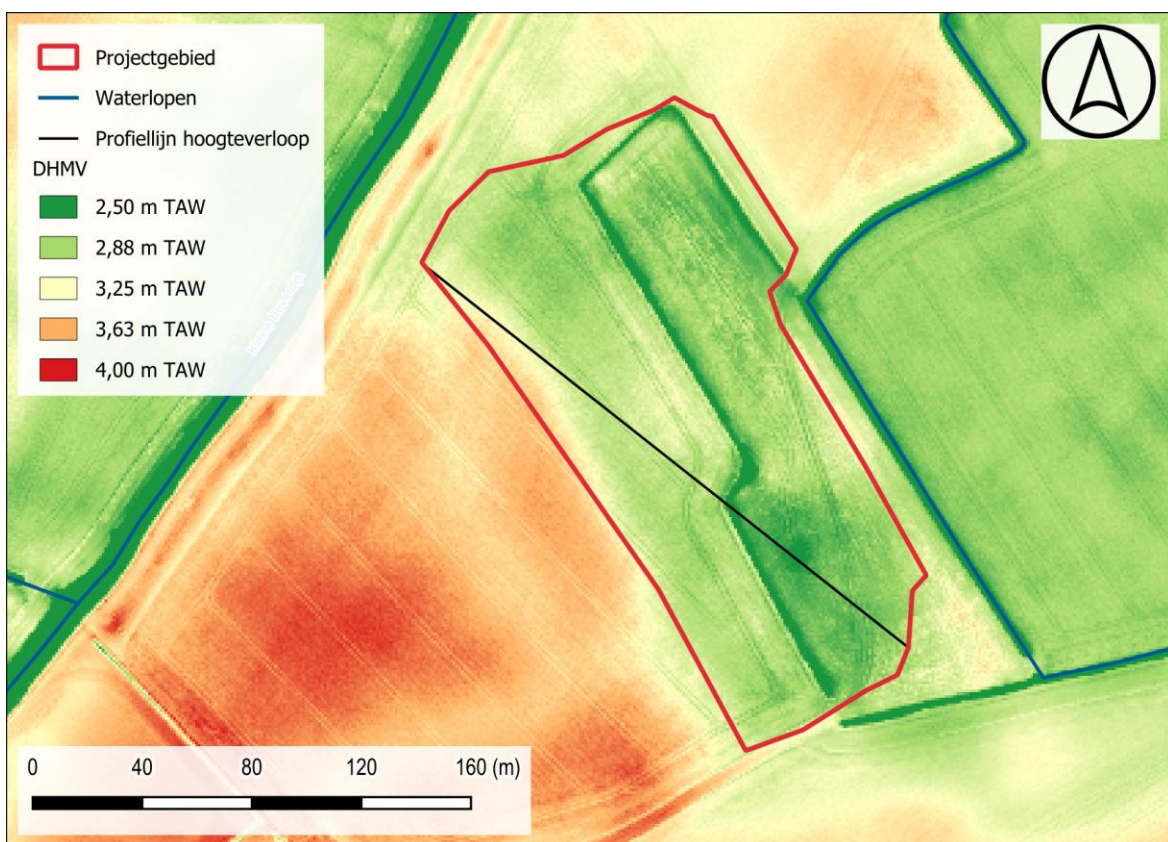 Projectgebied
Waterlopen
Profiellijn hoogteverloop
DHMV
2,50 m TAW
2,88 m TAW
3,25 m TAW
3,63 m TAW
4,00 m TAW
0 40 80 120 160 (m)